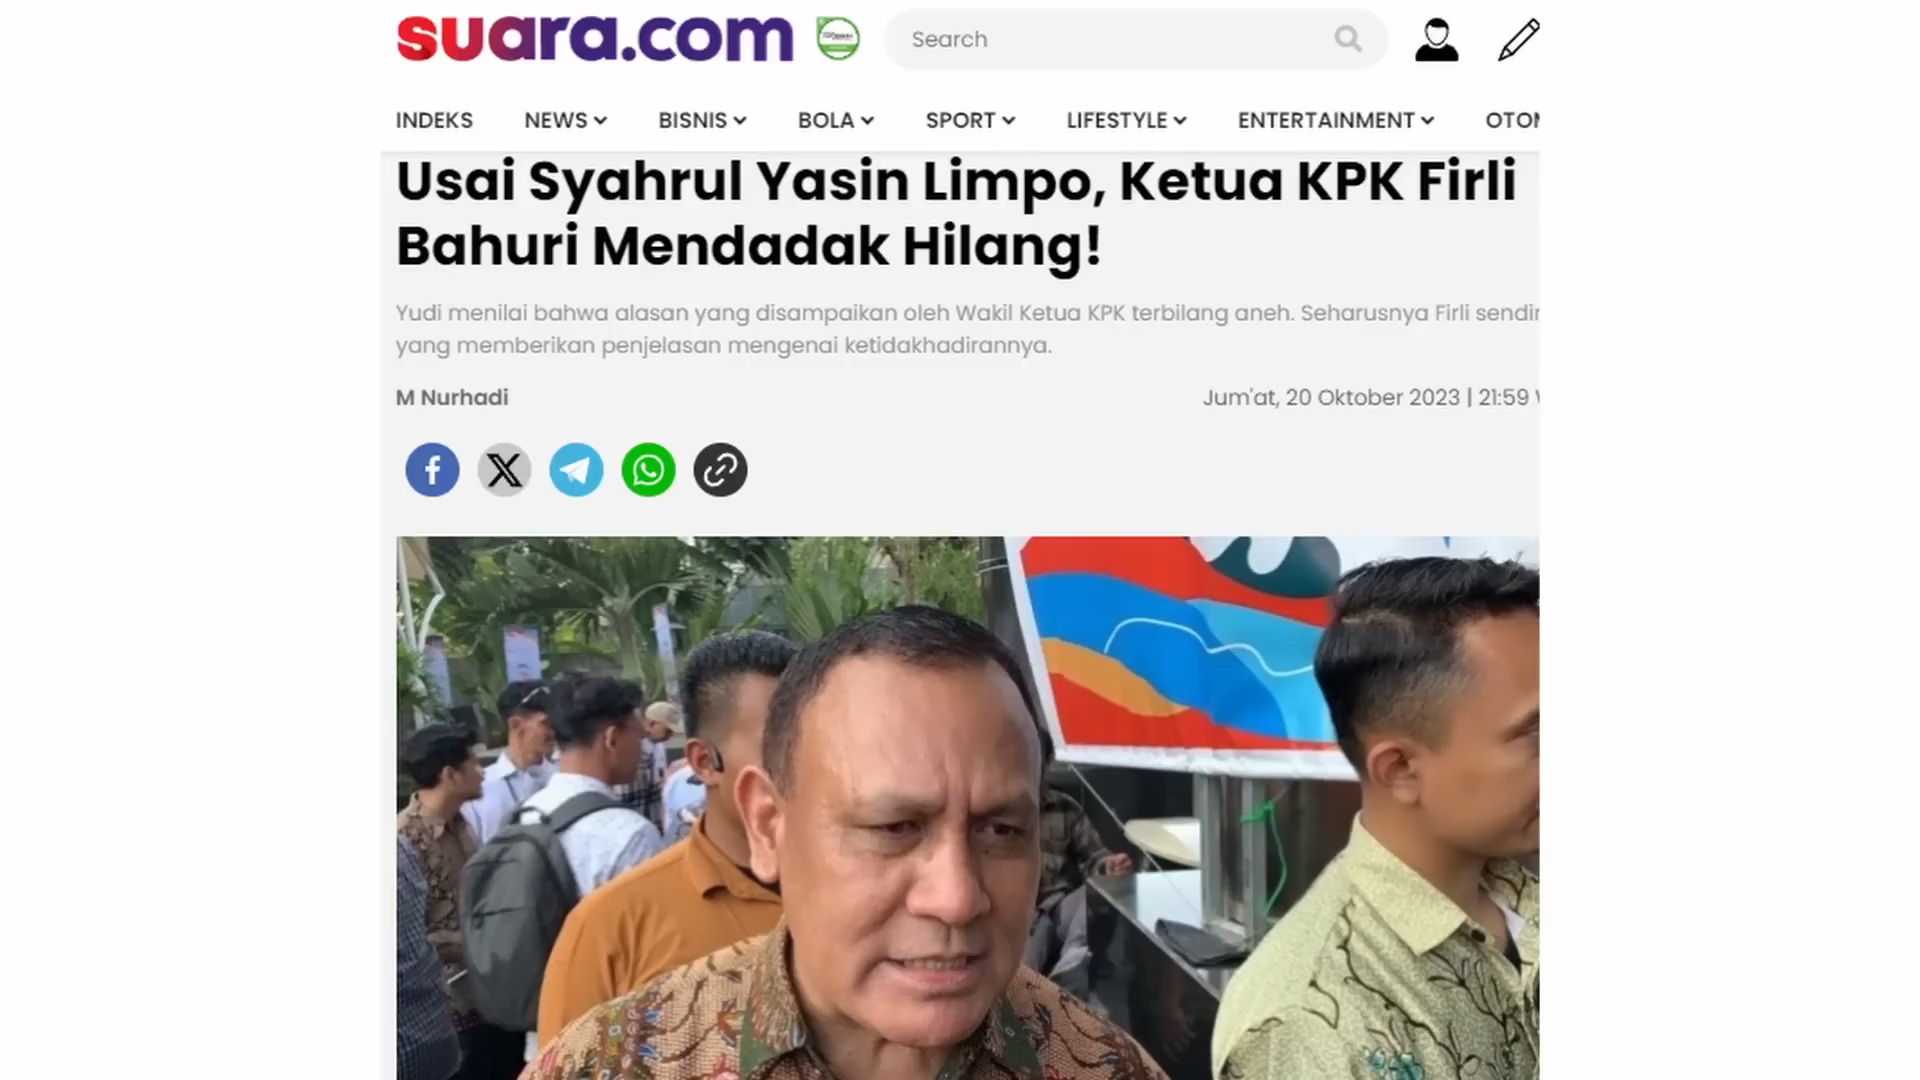 suara.com
Search
INDEKS NEWS BISNIS BOLA SPORT LIFESTYLE ENTERTAINMENT
Usai Syahrul Yasin Limpo, Ketua KPK Firli
Bahuri Mendadak Hilang!
Yudi menilai bahwa alasan yang disampaikan oleh Wakil Ketua KPK terbilang aneh. Seharusnya Firli
yang memberikan penjelasan mengenai ketidakhadirannya.
M Nurhadi
Jum'at, 20 Oktober 2023 | 21:59